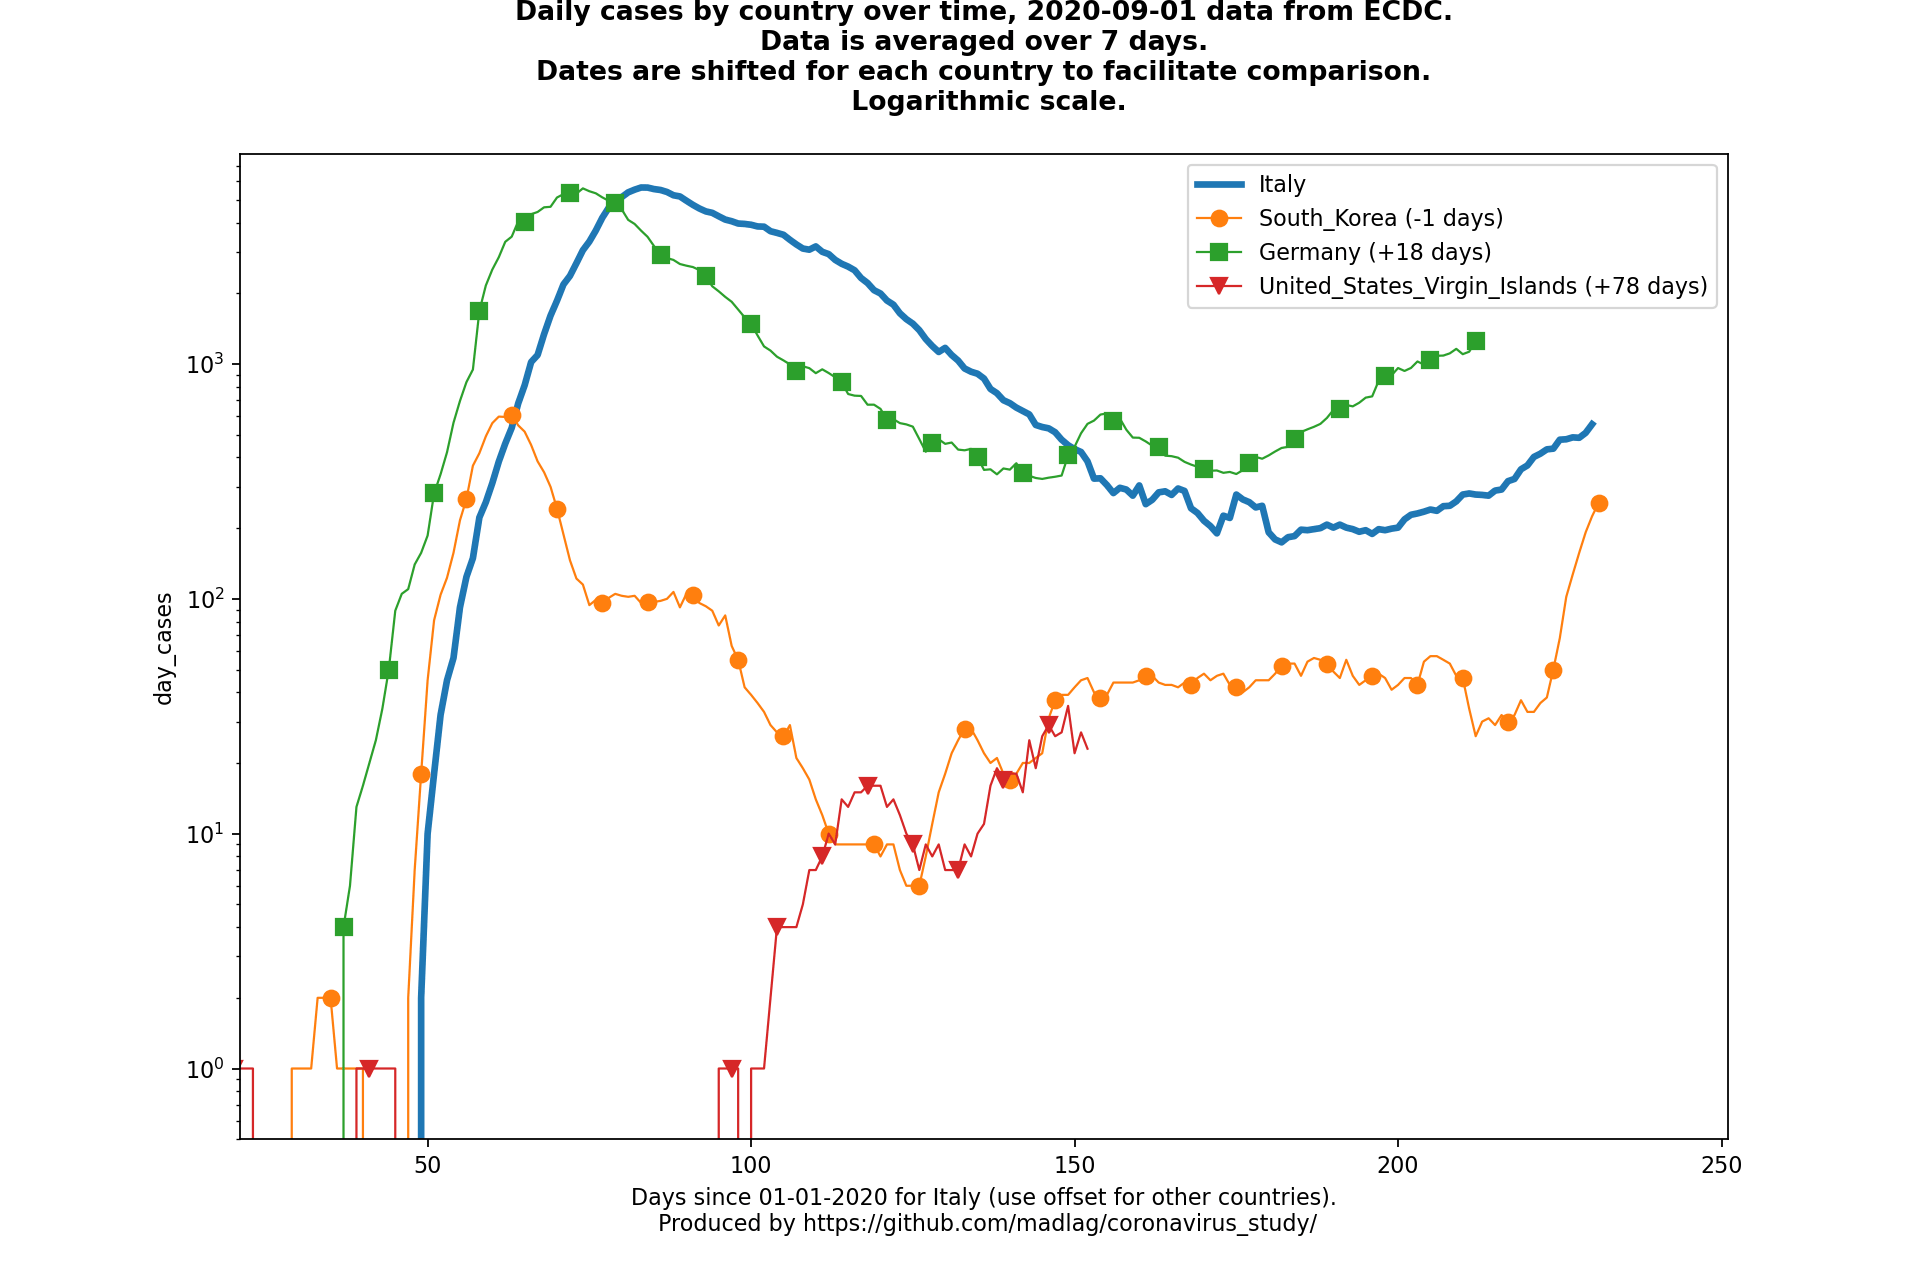 Daily cases by country over time, 2020-09-01 data from ECDC.
Data is averaged over 7 days.
Dates are shifted for each country to facilitate comparison.
Logarithmic scale.
Italy
South_Korea (-1 days)
Germany (+18 days)
United_States_Virgin_Islands (+78 days)
day_cases
10³
10²
10¹
10⁰
50
100
150
200
250
Days since 01-01-2020 for Italy (use offset for other countries).
Produced by https://github.com/madlag/coronavirus_study/